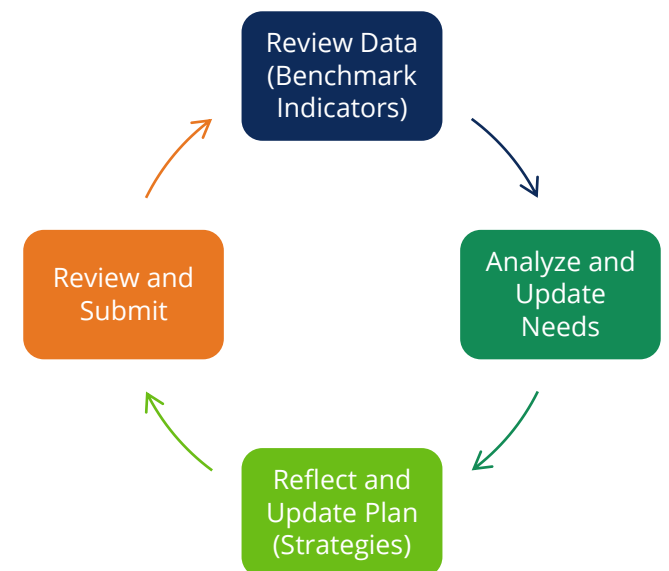 Review Data
(Benchmark
Indicators)
Analyze and
Update
Needs
Reflect and
Update Plan
(Strategies)
Review and
Submit